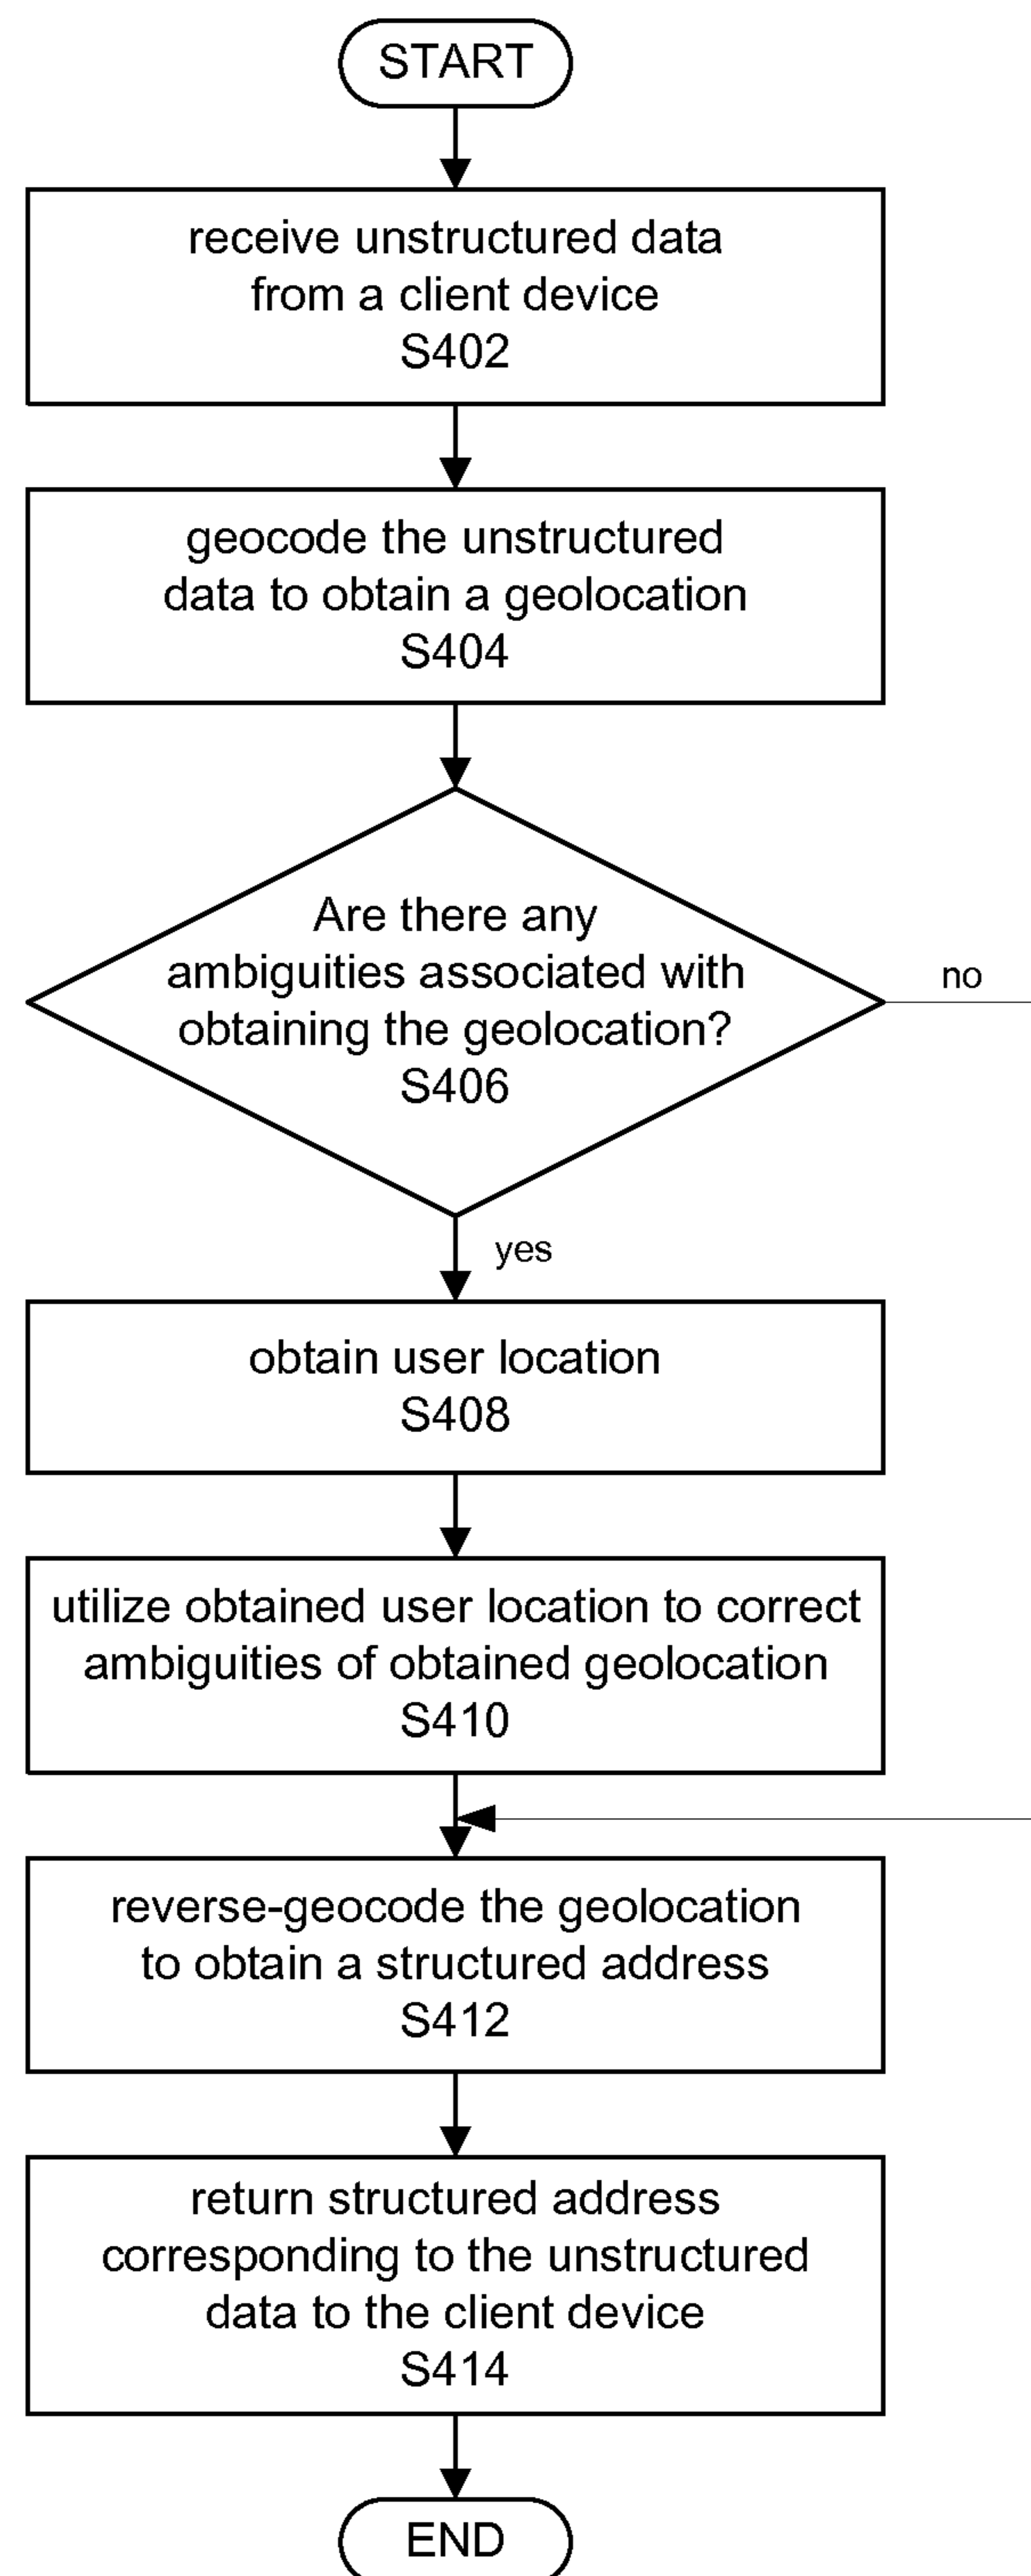 START
receive unstructured data
from a client device
S402
geocode the unstructured
data to obtain a geolocation
S404
Are there any
ambiguities associated with
obtaining the geolocation?
S406
no
yes
obtain user location
S408
utilize obtained user location to correct
ambiguities of obtained geolocation
S410
reverse-geocode the geolocation
to obtain a structured address
S412
return structured address
corresponding to the unstructured
data to the client device
S414
END